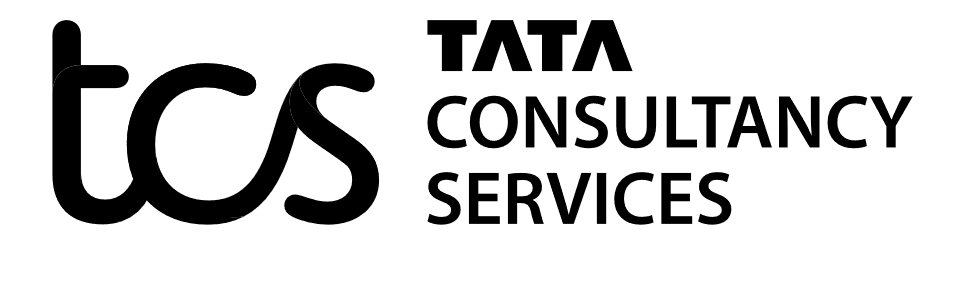 tcs
TATA
CONSULTANCY
SERVICES